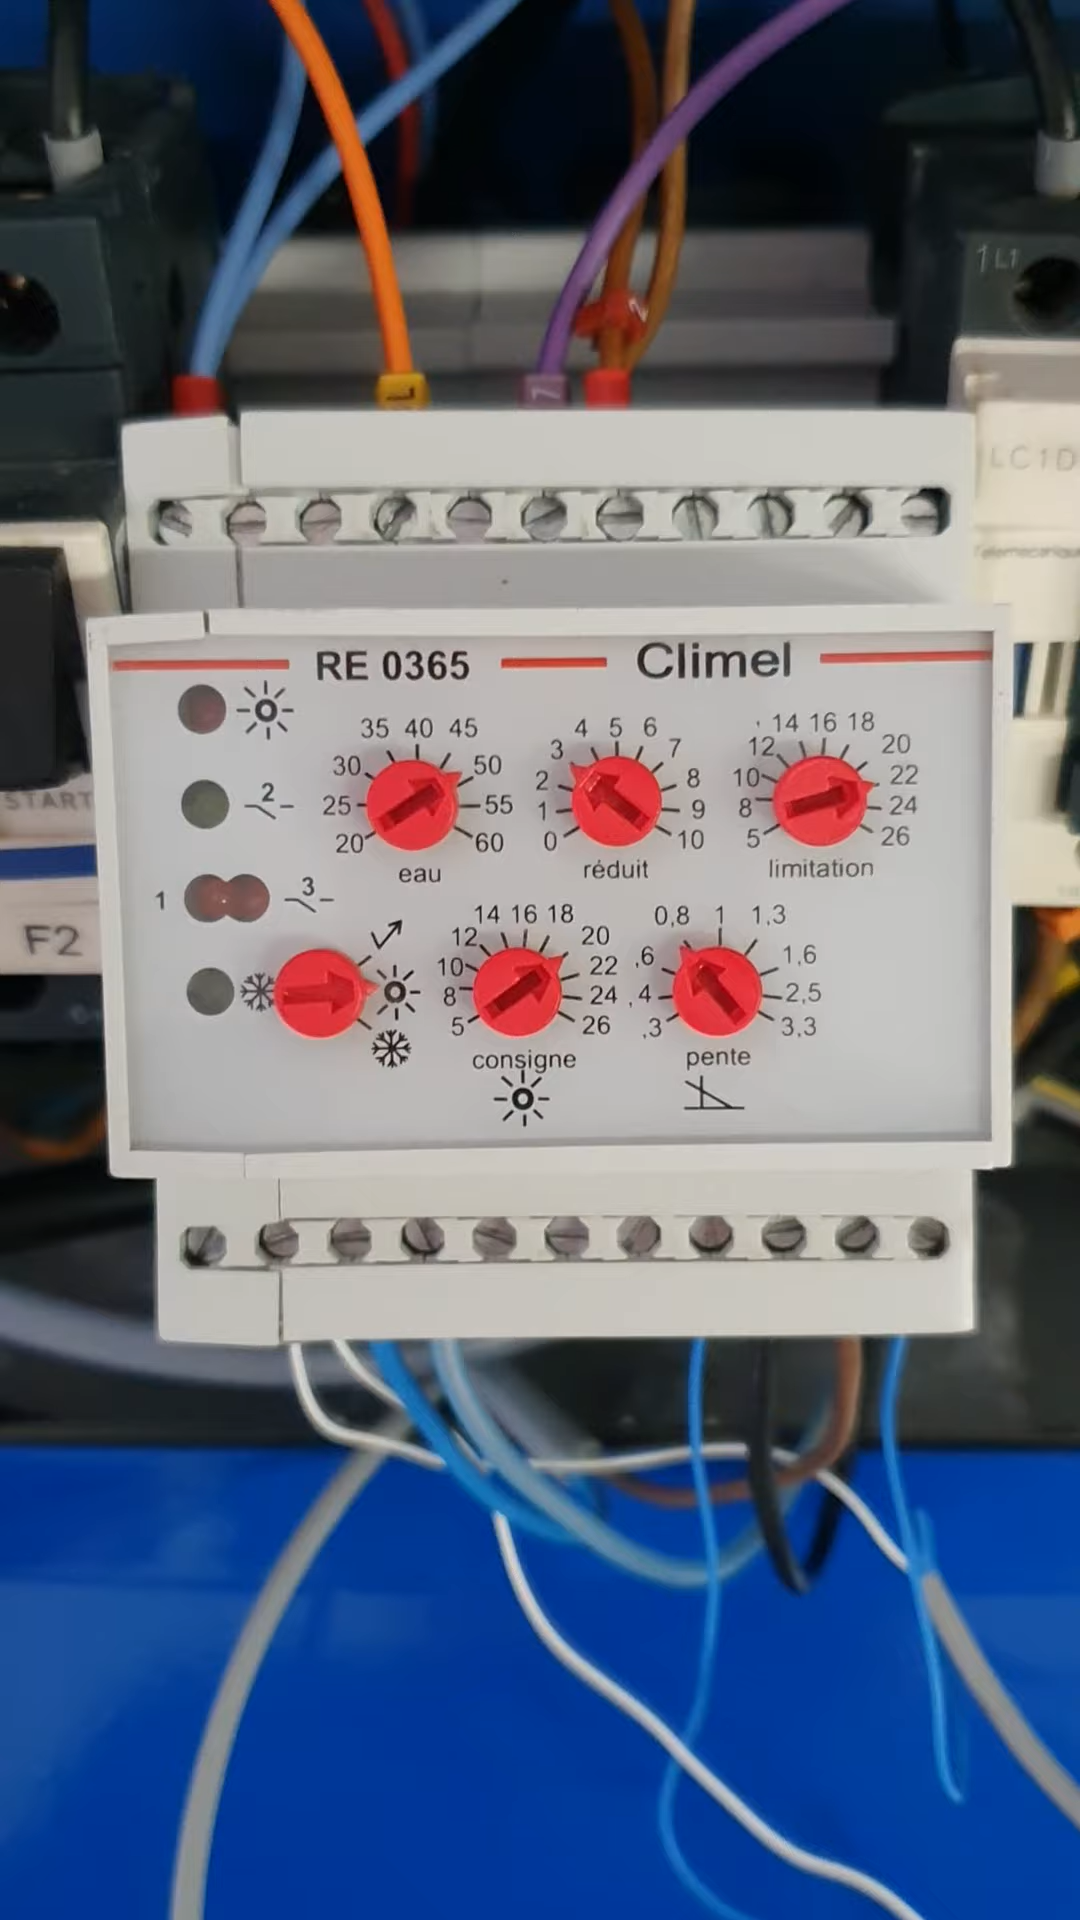 1 L1
LC1D
Telemecanique
START
F2
RE 0365
Climel
35 40 45
30 50
25 55
20 60
eau
4 5 6
3 7
2 8
1 9
0 10
réduit
14 16 18
12 20
10 22
8 24
5 26
limitation
2
1
3
14 16 18
12 20
10 22
8 24
5 26
consigne
0,8 1 1,3
,6 1,6
,4 2,5
,3 3,3
pente